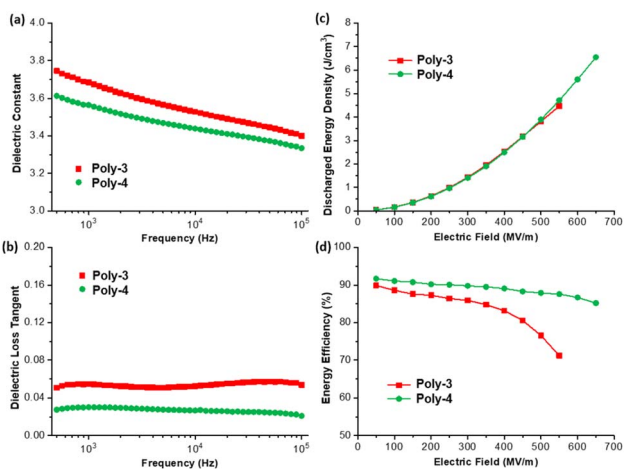 (a)
Dielectric Constant
4.0
3.8
3.6
3.4
3.2
3.0
Poly-3
Poly-4
10³
10⁴
10⁵
Frequency (Hz)
(b)
Dielectric Loss Tangent
0.20
0.16
0.12
0.08
0.04
0.00
Poly-3
Poly-4
10³
10⁴
10⁵
Frequency (Hz)
(c)
Discharged Energy Density (J/cm³)
8
7
6
5
4
3
2
1
0
Poly-3
Poly-4
0 100 200 300 400 500 600 700
Electric Field (MV/m)
(d)
Energy Efficiency (%)
100
90
80
70
60
50
Poly-3
Poly-4
0 100 200 300 400 500 600 700
Electric Field (MV/m)